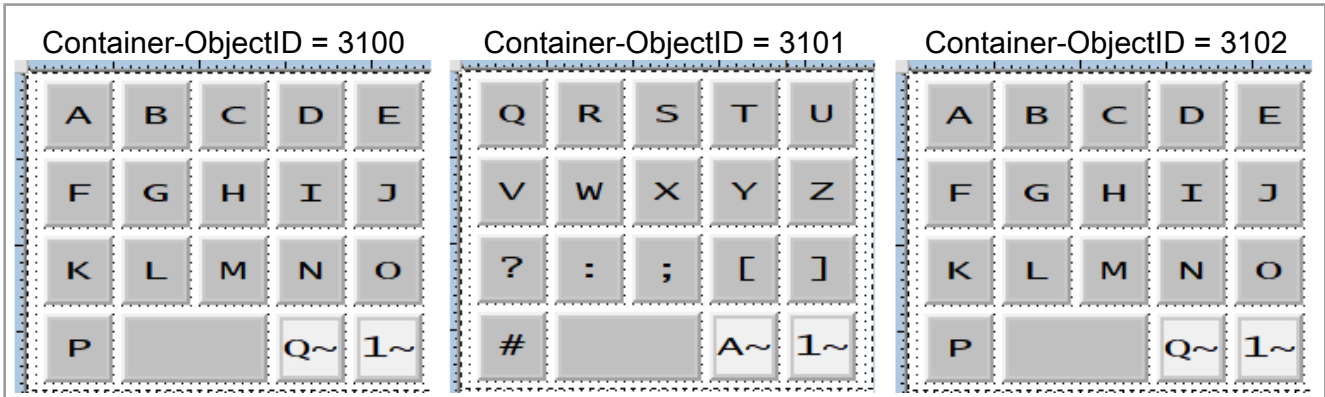 Container-ObjectID = 3100
A B C D E
F G H I J
K L M N O
P Q~ 1~
Container-ObjectID = 3101
Q R S T U
V W X Y Z
? : ; [ ]
# A~ 1~
Container-ObjectID = 3102
A B C D E
F G H I J
K L M N O
P Q~ 1~